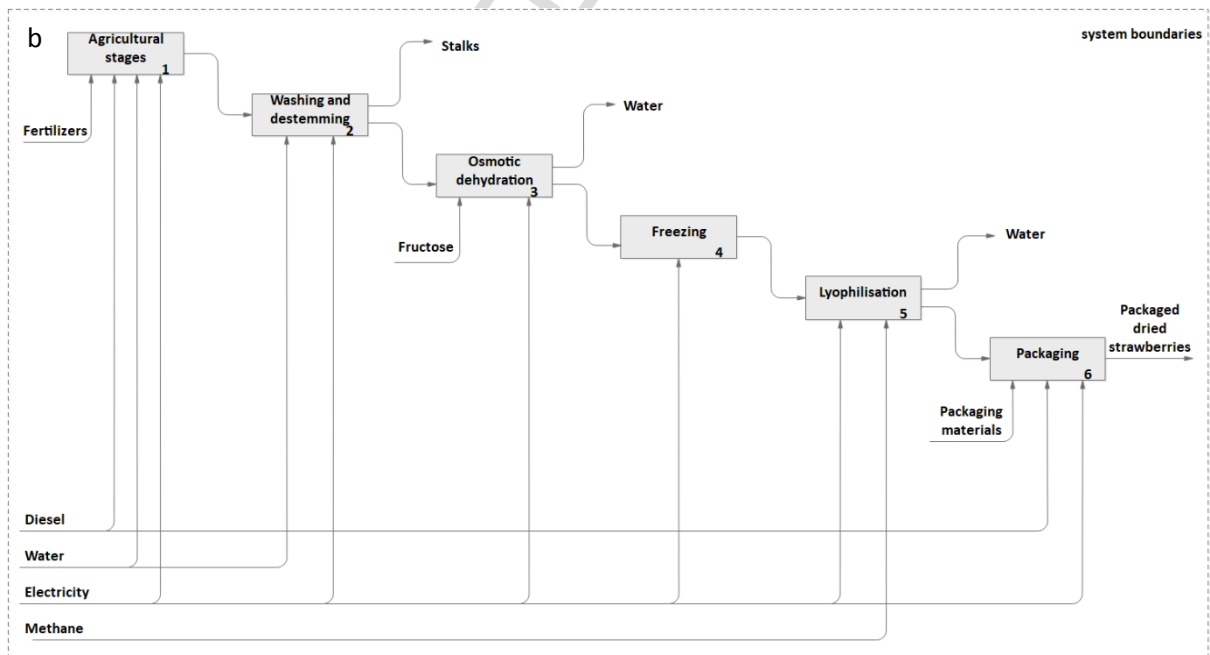 b
system boundaries
Agricultural
stages
1
Stalks
Fertilizers
Washing and
destemming
2
Water
Osmotic
dehydration
3
Fructose
Freezing
4
Water
Lyophilisation
5
Packaged
dried
strawberries
Packaging
6
Packaging
materials
Diesel
Water
Electricity
Methane